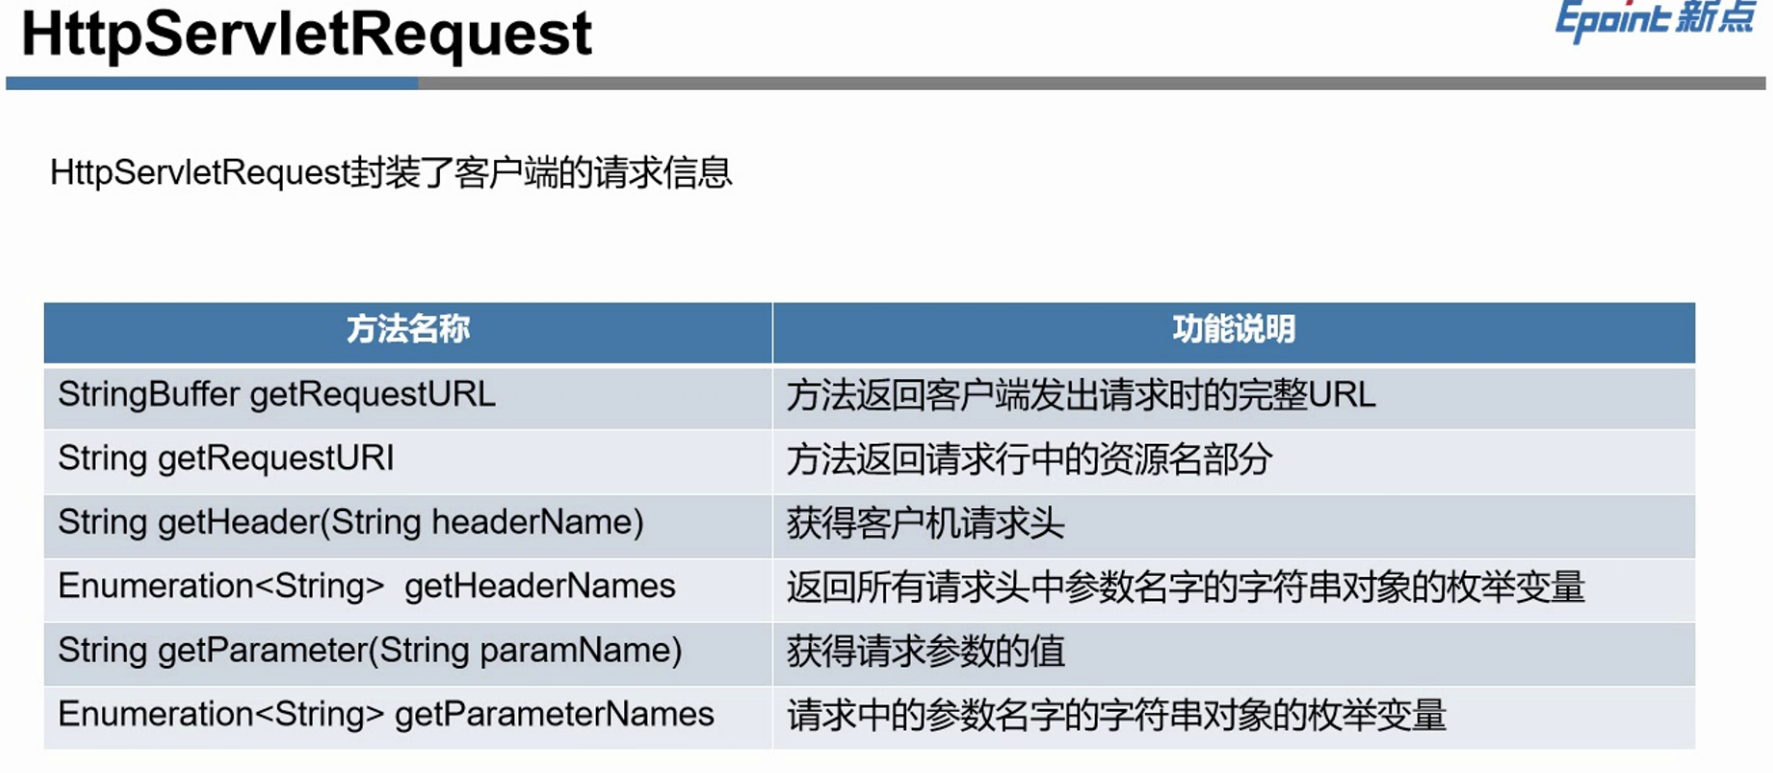 HttpServletRequest
Epoint 新点
HttpServletRequest封装了客户端的请求信息
方法名称 功能说明
StringBuffer getRequestURL 方法返回客户端发出请求时的完整URL
String getRequestURI 方法返回请求行中的资源名部分
String getHeader(String headerName) 获得客户机请求头
Enumeration<String>  getHeaderNames 返回所有请求头中参数名字的字符串对象的枚举变量
String getParameter(String paramName) 获得请求参数的值
Enumeration<String> getParameterNames 请求中的参数名字的字符串对象的枚举变量